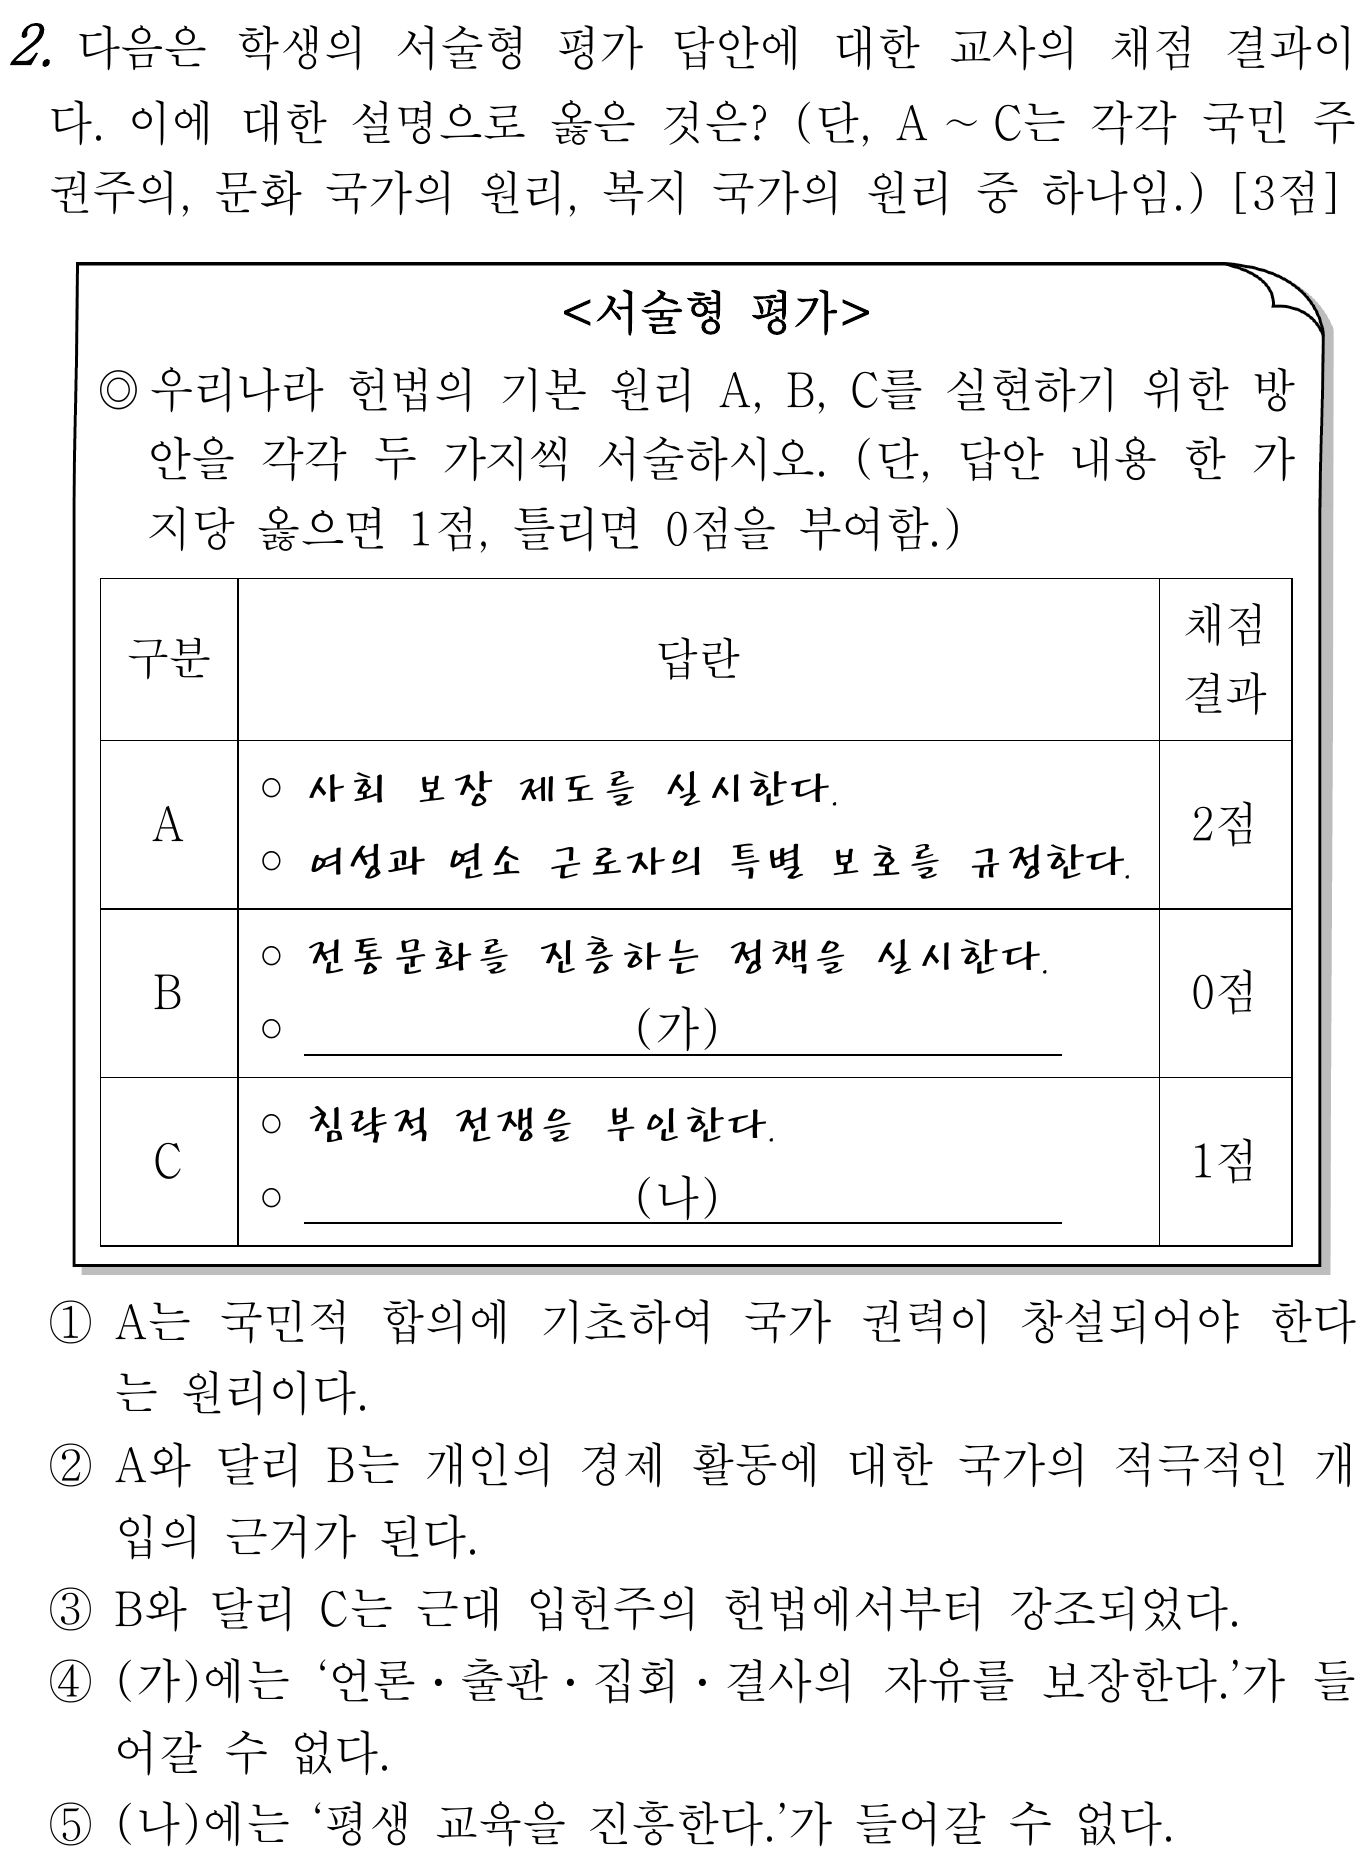 2. 다음은 학생의 서술형 평가 답안에 대한 교사의 채점 결과이
다. 이에 대한 설명으로 옳은 것은? (단, A ~ C는 각각 국민 주
권주의, 문화 국가의 원리, 복지 국가의 원리 중 하나임.) [3점]
<서술형 평가>
◎ 우리나라 헌법의 기본 원리 A, B, C를 실현하기 위한 방
안을 각각 두 가지씩 서술하시오. (단, 답안 내용 한 가
지당 옳으면 1점, 틀리면 0점을 부여함.)
구분 답란 채점
결과
A
○ 사회 보장 제도를 실시한다.
○ 여성과 연소 근로자의 특별 보호를 규정한다.
2점
B
○ 전통문화를 진흥하는 정책을 실시한다.
○ (가)
0점
C
○ 침략적 전쟁을 부인한다.
○ (나)
1점
① A는 국민적 합의에 기초하여 국가 권력이 창설되어야 한다
는 원리이다.
② A와 달리 B는 개인의 경제 활동에 대한 국가의 적극적인 개
입의 근거가 된다.
③ B와 달리 C는 근대 입헌주의 헌법에서부터 강조되었다.
④ (가)에는 ‘언론·출판·집회·결사의 자유를 보장한다.’가 들
어갈 수 없다.
⑤ (나)에는 ‘평생 교육을 진흥한다.’가 들어갈 수 없다.